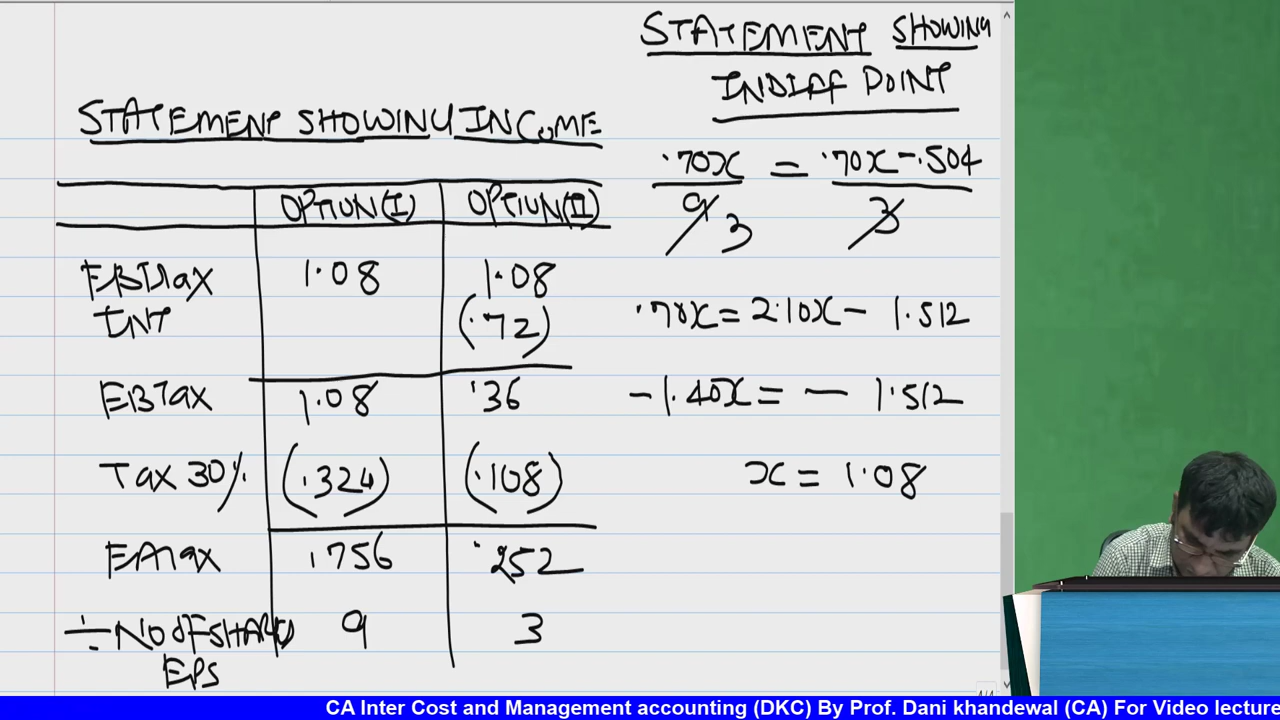 STATEMENT SHOWING INCOME
OPTION(I) OPTION(II)
EBITax 1.08 1.08
INT (.72)
EBTax 1.08 .36
Tax 30% (.324) (.108)
EATax .756 .252
÷ NO OF SHARES 9 3
EPS
STATEMENT SHOWING
INDIFF POINT
.70x = .70x - .504
9 3 3
.70x = 2.10x - 1.512
-1.40x = - 1.512
x = 1.08
CA Inter Cost and Management accounting (DKC) By Prof. Dani khandewal (CA) For Video lecture